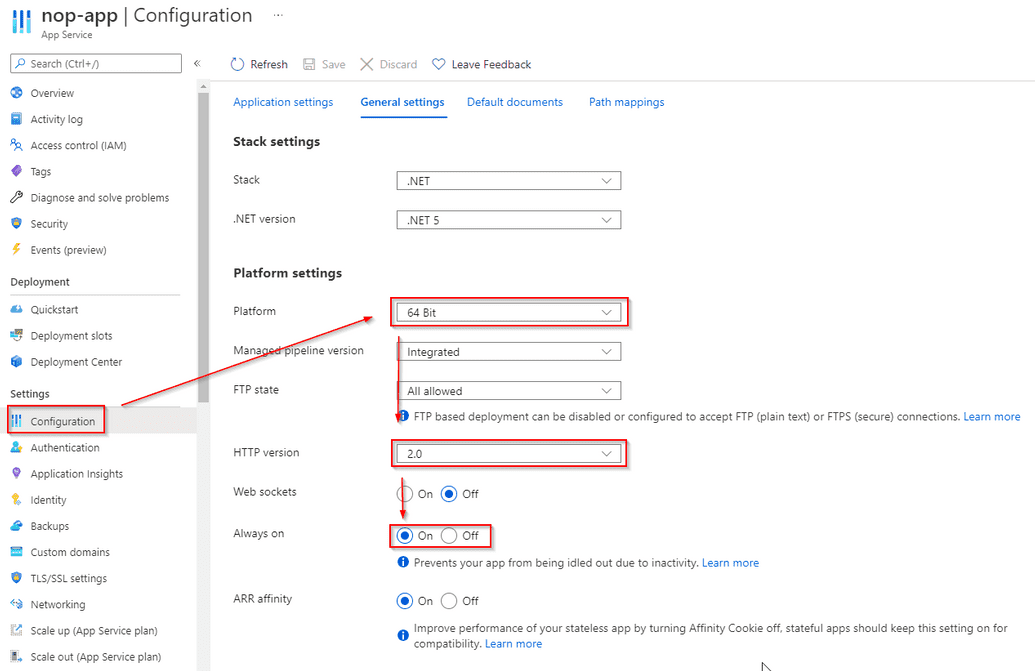 nop-app | Configuration ...
App Service
Search (Ctrl+/)
«
Overview
Activity log
Access control (IAM)
Tags
Diagnose and solve problems
Security
Events (preview)
Deployment
Quickstart
Deployment slots
Deployment Center
Settings
Configuration
Authentication
Application Insights
Identity
Backups
Custom domains
TLS/SSL settings
Networking
Scale up (App Service plan)
Scale out (App Service plan)
Refresh Save Discard Leave Feedback
Application settings General settings Default documents Path mappings
Stack settings
Stack .NET
.NET version .NET 5
Platform settings
Platform 64 Bit
Managed pipeline version Integrated
FTP state All allowed
FTP based deployment can be disabled or configured to accept FTP (plain text) or FTPS (secure) connections. Learn more
HTTP version 2.0
Web sockets On Off
Always on On Off
Prevents your app from being idled out due to inactivity. Learn more
ARR affinity On Off
Improve performance of your stateless app by turning Affinity Cookie off, stateful apps should keep this setting on for
compatibility. Learn more